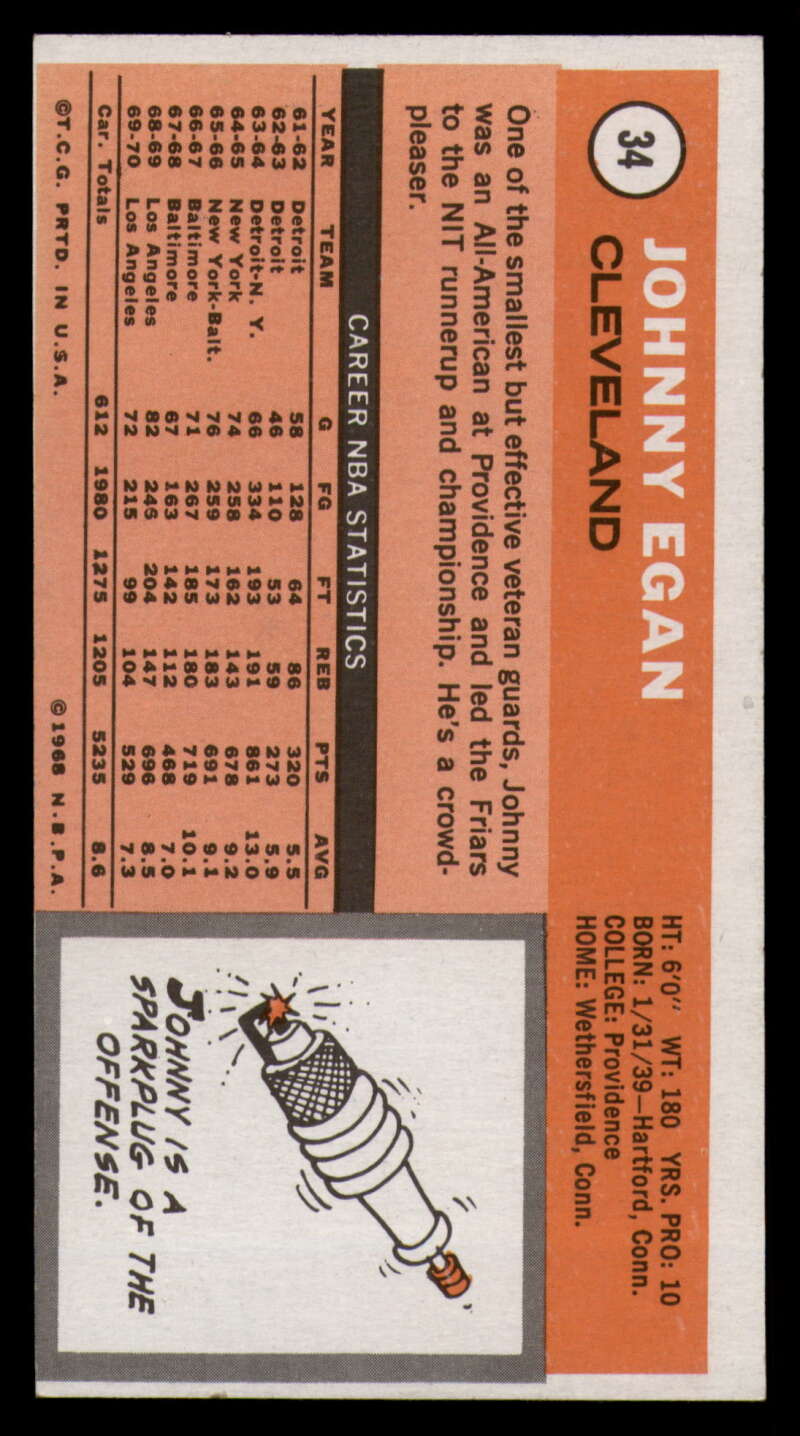 34
JOHNNY EGAN
CLEVELAND
HT: 6'0" WT: 180 YRS. PRO: 10
BORN: 1/31/39—Hartford, Conn.
COLLEGE: Providence
HOME: Wethersfield, Conn.
One of the smallest but effective veteran guards, Johnny
was an All-American at Providence and led the Friars
to the NIT runnerup and championship. He's a crowd-
pleaser.
CAREER NBA STATISTICS
YEAR TEAM G FG FT REB PTS AVG
61-62 Detroit 58 128 64 86 320 5.5
62-63 Detroit 46 110 53 59 273 5.9
63-64 Detroit-N. Y. 66 334 193 191 861 13.0
64-65 New York 74 258 162 143 678 9.2
65-66 New York-Balt. 76 259 173 183 691 9.1
66-67 Baltimore 71 267 185 180 719 10.1
67-68 Baltimore 67 163 142 112 468 7.0
68-69 Los Angeles 82 246 204 147 696 8.5
69-70 Los Angeles 72 215 99 104 529 7.3
Car. Totals 612 1980 1275 1205 5235 8.6
©T.C.G. PRTD. IN U.S.A. ©1968 N.B.P.A.
JOHNNY IS A
SPARKPLUG OF THE
OFFENSE.